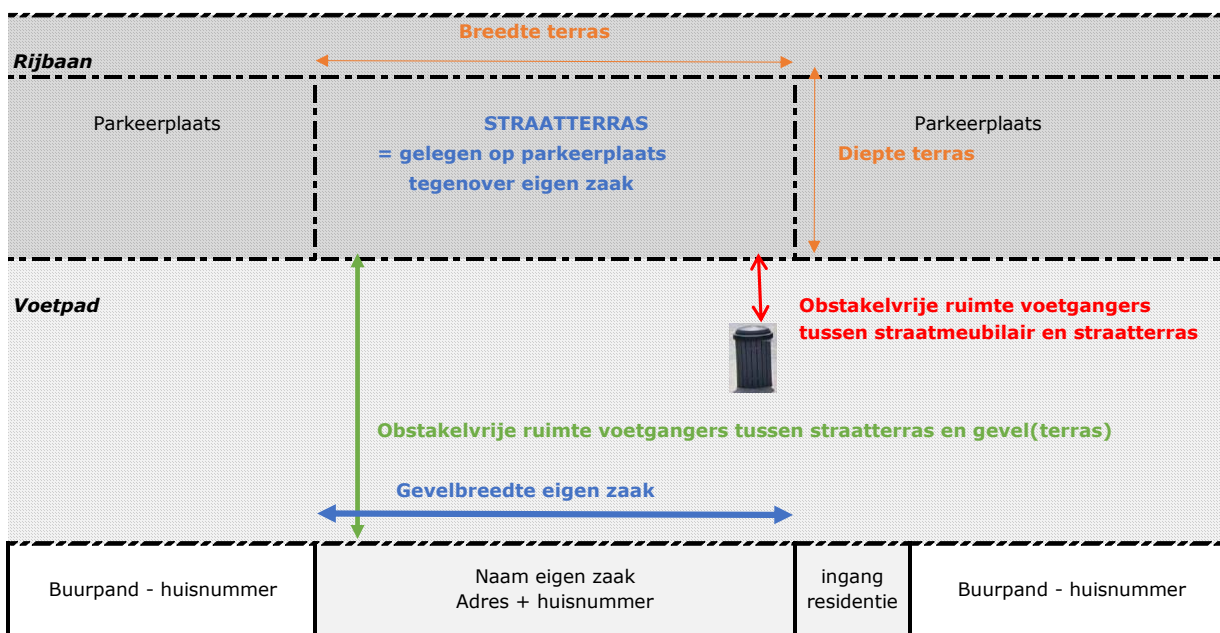 Breedte terras
Rijbaan
Parkeerplaats
STRAATTERRAS
= gelegen op parkeerplaats
tegenover eigen zaak
Parkeerplaats
Diepte terras
Voetpad
Obstakelvrije ruimte voetgangers
tussen straatmeubilair en straatterras
Obstakelvrije ruimte voetgangers tussen straatterras en gevel(terras)
Gevelbreedte eigen zaak
Buurpand - huisnummer
Naam eigen zaak
Adres + huisnummer
ingang
residentie
Buurpand - huisnummer